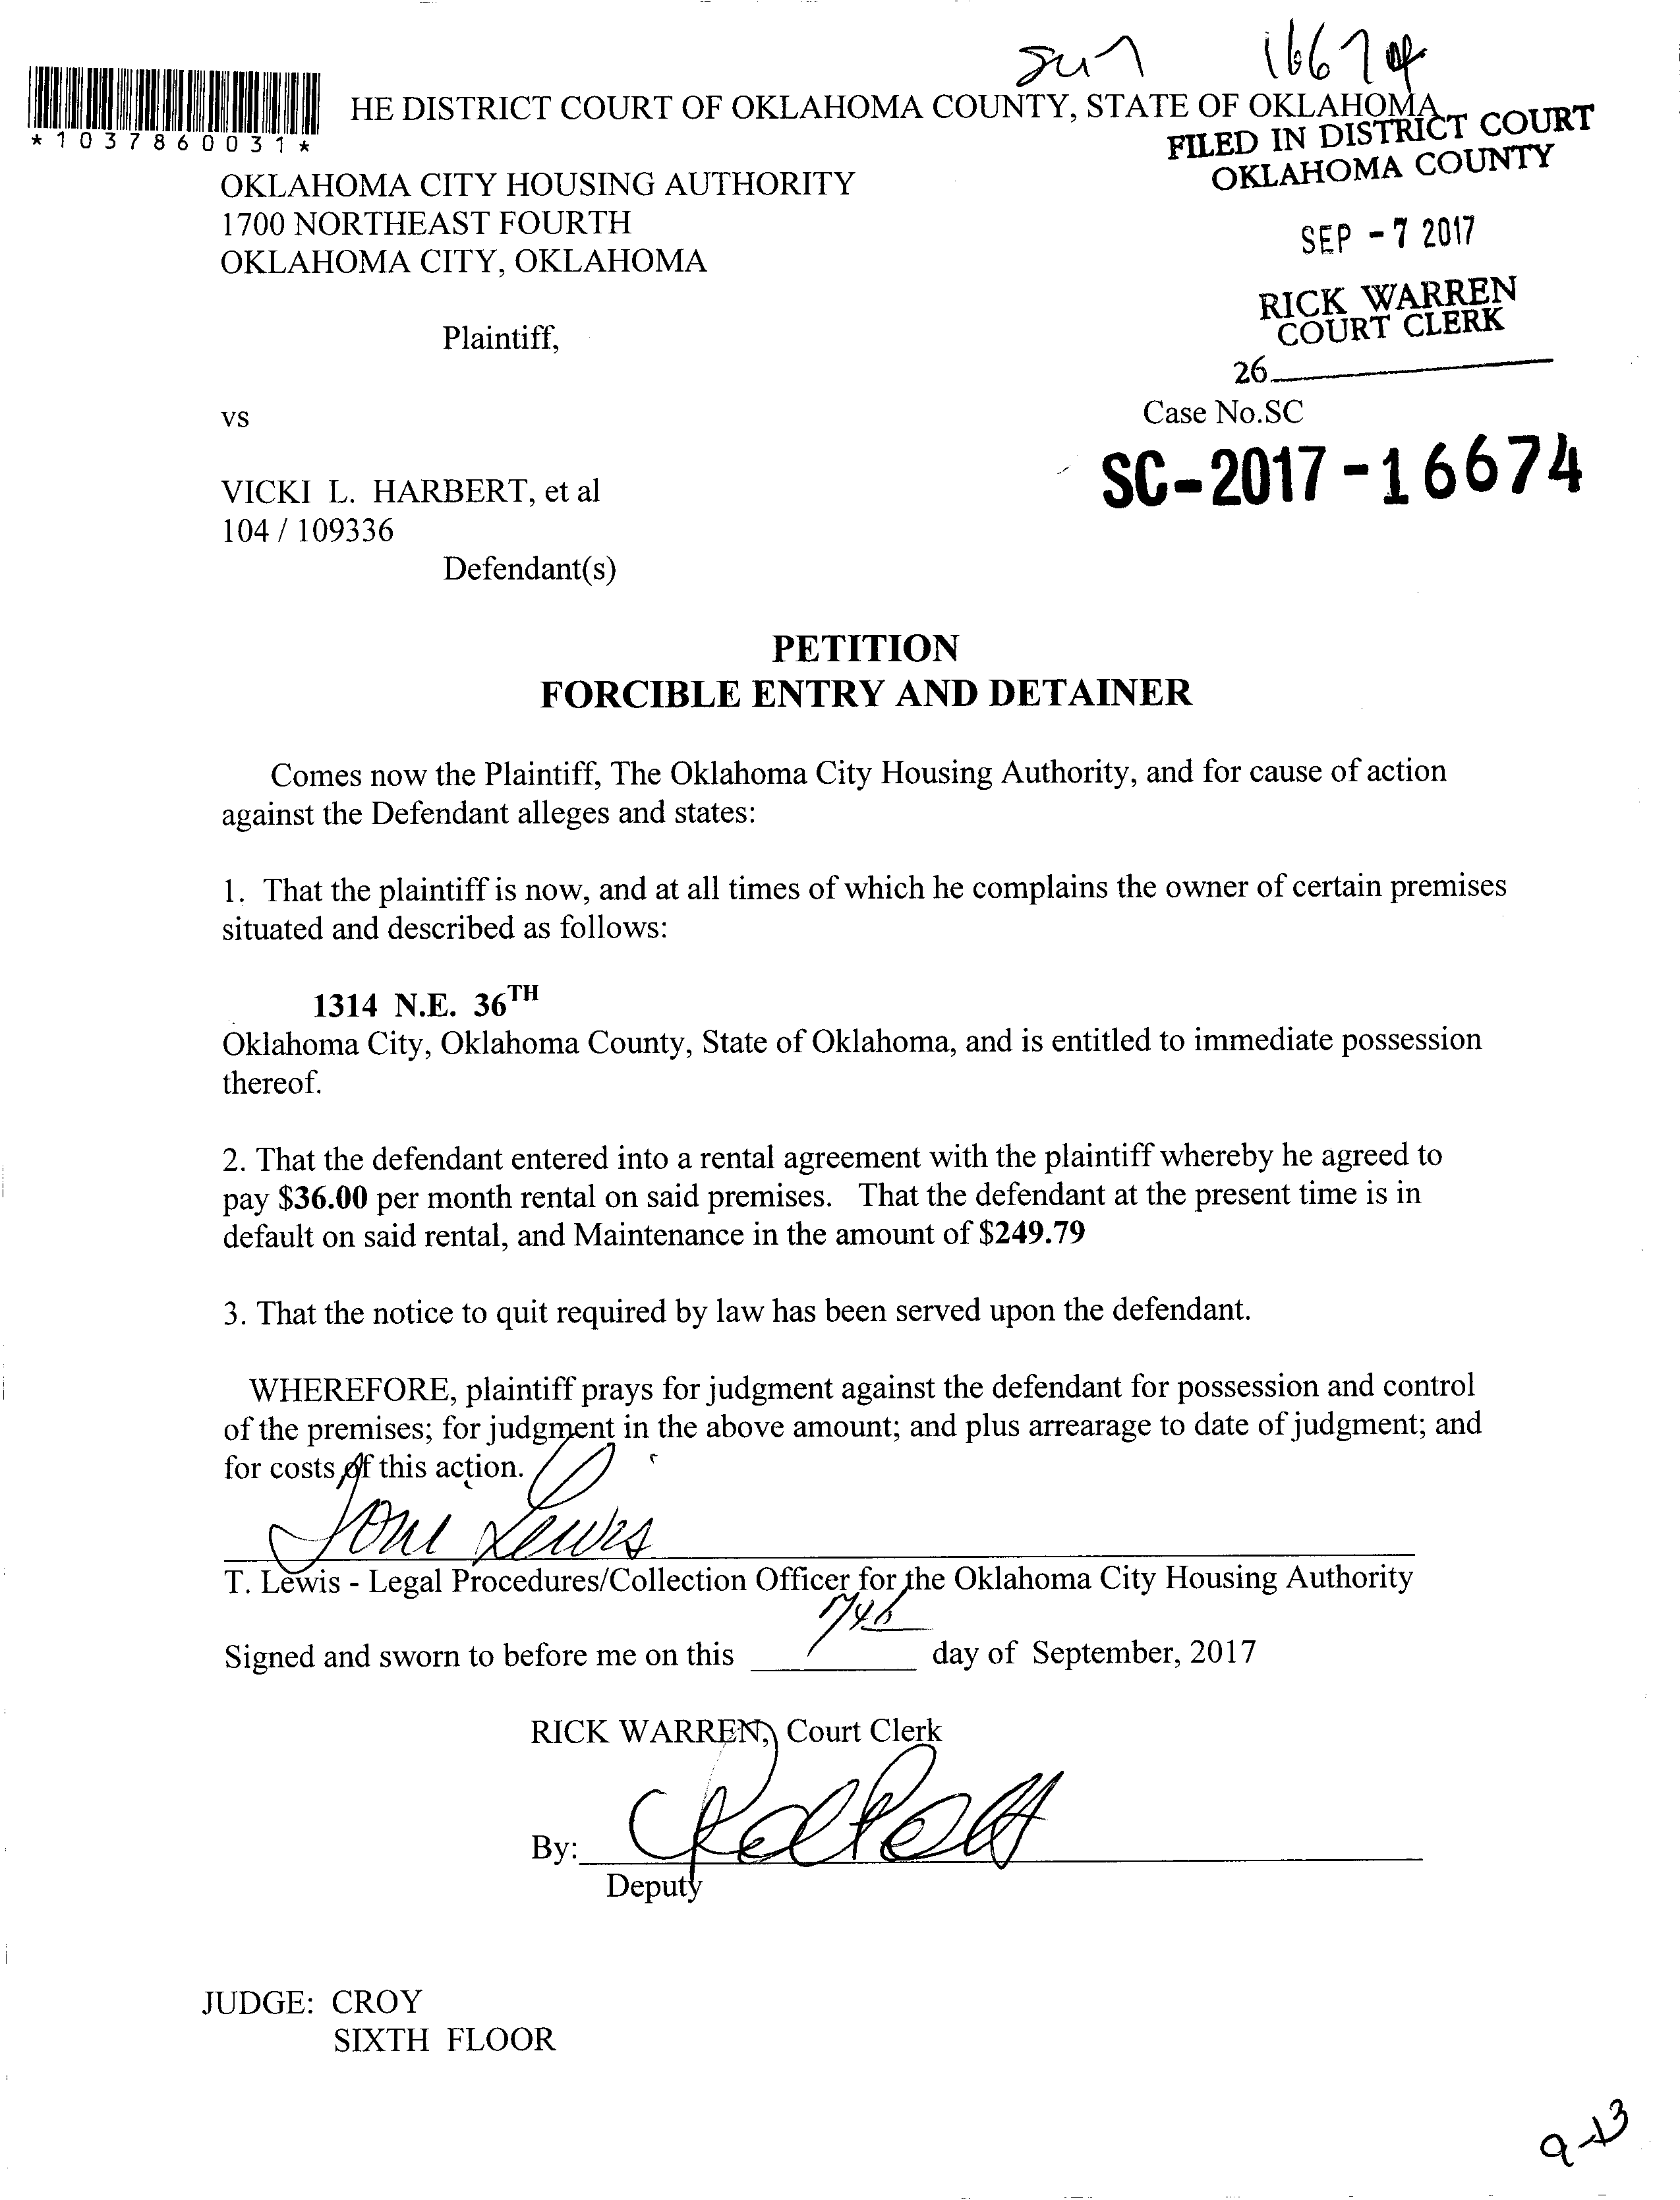 HE DISTRICT COURT OF OKLAHOMA COUNTY, STATE OF OKLAHOMA
*1037860031*
FILED IN DISTRICT COURT
OKLAHOMA COUNTY
OKLAHOMA CITY HOUSING AUTHORITY
1700 NORTHEAST FOURTH
OKLAHOMA CITY, OKLAHOMA
SEP -7 2017
RICK WARREN
COURT CLERK
Plaintiff,
26
vs
Case No.SC
SC-2017-16674
VICKI L. HARBERT, et al
104 / 109336
Defendant(s)
PETITION
FORCIBLE ENTRY AND DETAINER
Comes now the Plaintiff, The Oklahoma City Housing Authority, and for cause of action
against the Defendant alleges and states:
1. That the plaintiff is now, and at all times of which he complains the owner of certain premises
situated and described as follows:
1314 N.E. 36TH
Oklahoma City, Oklahoma County, State of Oklahoma, and is entitled to immediate possession
thereof.
2. That the defendant entered into a rental agreement with the plaintiff whereby he agreed to
pay $36.00 per month rental on said premises. That the defendant at the present time is in
default on said rental, and Maintenance in the amount of $249.79
3. That the notice to quit required by law has been served upon the defendant.
WHEREFORE, plaintiff prays for judgment against the defendant for possession and control
of the premises; for judgment in the above amount; and plus arrearage to date of judgment; and
for costs of this action.
Toni Lewis
T. Lewis - Legal Procedures/Collection Officer for the Oklahoma City Housing Authority
Signed and sworn to before me on this 7th day of September, 2017
RICK WARREN, Court Clerk
By:
Deputy
JUDGE: CROY
SIXTH FLOOR
9-13